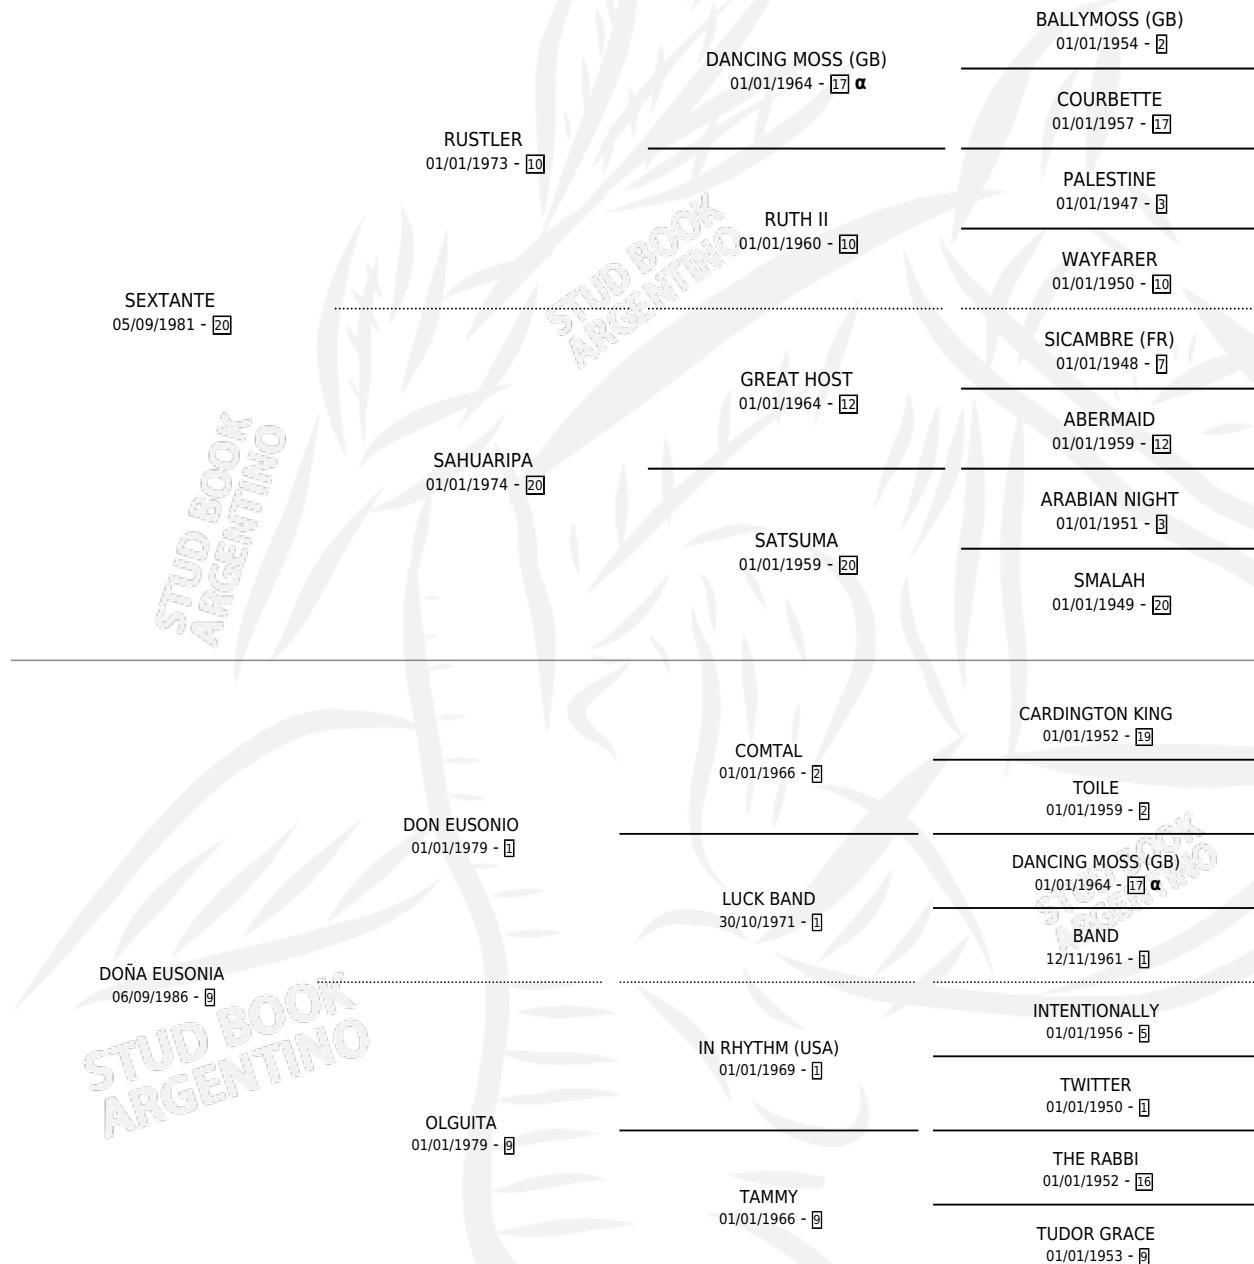 BALLYMOSS (GB)
01/01/1954 - 2
DANCING MOSS (GB)
01/01/1964 - 17 α
COURBETTE
01/01/1957 - 17
RUSTLER
01/01/1973 - 10
PALESTINE
01/01/1947 - 3
RUTH II
01/01/1960 - 10
WAYFARER
01/01/1950 - 10
SEXTANTE
05/09/1981 - 20
SICAMBRE (FR)
01/01/1948 - 7
GREAT HOST
01/01/1964 - 12
ABERMAID
01/01/1959 - 12
SAHUARIPA
01/01/1974 - 20
ARABIAN NIGHT
01/01/1951 - 3
SATSUMA
01/01/1959 - 20
SMALAH
01/01/1949 - 20
CARDINGTON KING
01/01/1952 - 19
COMTAL
01/01/1966 - 2
TOILE
01/01/1959 - 2
DON EUSONIO
01/01/1979 - 1
DANCING MOSS (GB)
01/01/1964 - 17 α
LUCK BAND
30/10/1971 - 1
BAND
12/11/1961 - 1
DOÑA EUSONIA
06/09/1986 - 9
INTENTIONALLY
01/01/1956 - 5
IN RHYTHM (USA)
01/01/1969 - 1
TWITTER
01/01/1950 - 1
OLGUITA
01/01/1979 - 9
THE RABBI
01/01/1952 - 16
TAMMY
01/01/1966 - 9
TUDOR GRACE
01/01/1953 - 9
STUD BOOK
ARGENTINO
STUD BOOK
ARGENTINO
STUD BOOK
ARGENTINO
STUD BOOK
ARGENTINO